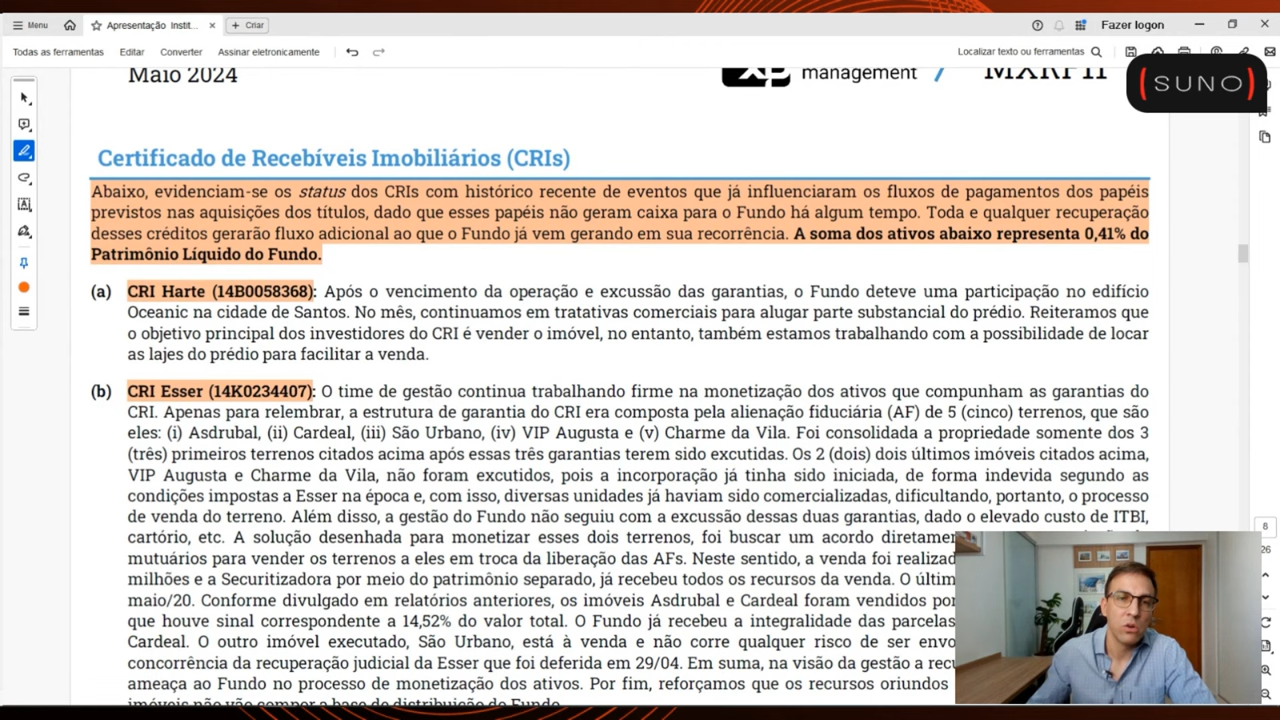 Menu
Apresentação Instit...
Criar
Fazer logon
Todas as ferramentas
Editar
Converter
Assinar eletronicamente
Localizar texto ou ferramentas
Maio 2024
xp
management
MXRF11
(SUNO)
Certificado de Recebíveis Imobiliários (CRIs)
Abaixo, evidenciam-se os status dos CRIs com histórico recente de eventos que já influenciaram os fluxos de pagamentos dos papéis
previstos nas aquisições dos títulos, dado que esses papéis não geram caixa para o Fundo há algum tempo. Toda e qualquer recuperação
desses créditos gerarão fluxo adicional ao que o Fundo já vem gerando em sua recorrência. A soma dos ativos abaixo representa 0,41% do
Patrimônio Líquido do Fundo.
(a) CRI Harte (14B0058368): Após o vencimento da operação e excussão das garantias, o Fundo deteve uma participação no edifício
Oceanic na cidade de Santos. No mês, continuamos em tratativas comerciais para alugar parte substancial do prédio. Reiteramos que
o objetivo principal dos investidores do CRI é vender o imóvel, no entanto, também estamos trabalhando com a possibilidade de locar
as lajes do prédio para facilitar a venda.
(b) CRI Esser (14K0234407): O time de gestão continua trabalhando firme na monetização dos ativos que compunham as garantias do
CRI. Apenas para relembrar, a estrutura de garantia do CRI era composta pela alienação fiduciária (AF) de 5 (cinco) terrenos, que são
eles: (i) Asdrubal, (ii) Cardeal, (iii) São Urbano, (iv) VIP Augusta e (v) Charme da Vila. Foi consolidada a propriedade somente dos 3
(três) primeiros terrenos citados acima após essas três garantias terem sido excutidas. Os 2 (dois) dois últimos imóveis citados acima,
VIP Augusta e Charme da Vila, não foram excutidos, pois a incorporação já tinha sido iniciada, de forma indevida segundo as
condições impostas a Esser na época e, com isso, diversas unidades já haviam sido comercializadas, dificultando, portanto, o processo
de venda do terreno. Além disso, a gestão do Fundo não seguiu com a excussão dessas duas garantias, dado o elevado custo de ITBI,
cartório, etc. A solução desenhada para monetizar esses dois terrenos, foi buscar um acordo diretamen
mutuários para vender os terrenos a eles em troca da liberação das AFs. Neste sentido, a venda foi realizad
milhões e a Securitizadora por meio do patrimônio separado, já recebeu todos os recursos da venda. O últim
maio/20. Conforme divulgado em relatórios anteriores, os imóveis Asdrubal e Cardeal foram vendidos por
que houve sinal correspondente a 14,52% do valor total. O Fundo já recebeu a integralidade das parcelas
Cardeal. O outro imóvel executado, São Urbano, está à venda e não corre qualquer risco de ser envo
concorrência da recuperação judicial da Esser que foi deferida em 29/04. Em suma, na visão da gestão a recu
ameaça ao Fundo no processo de monetização dos ativos. Por fim, reforçamos que os recursos oriundos
imóveis não vão compor a base de distribuição do Fundo.
8
26